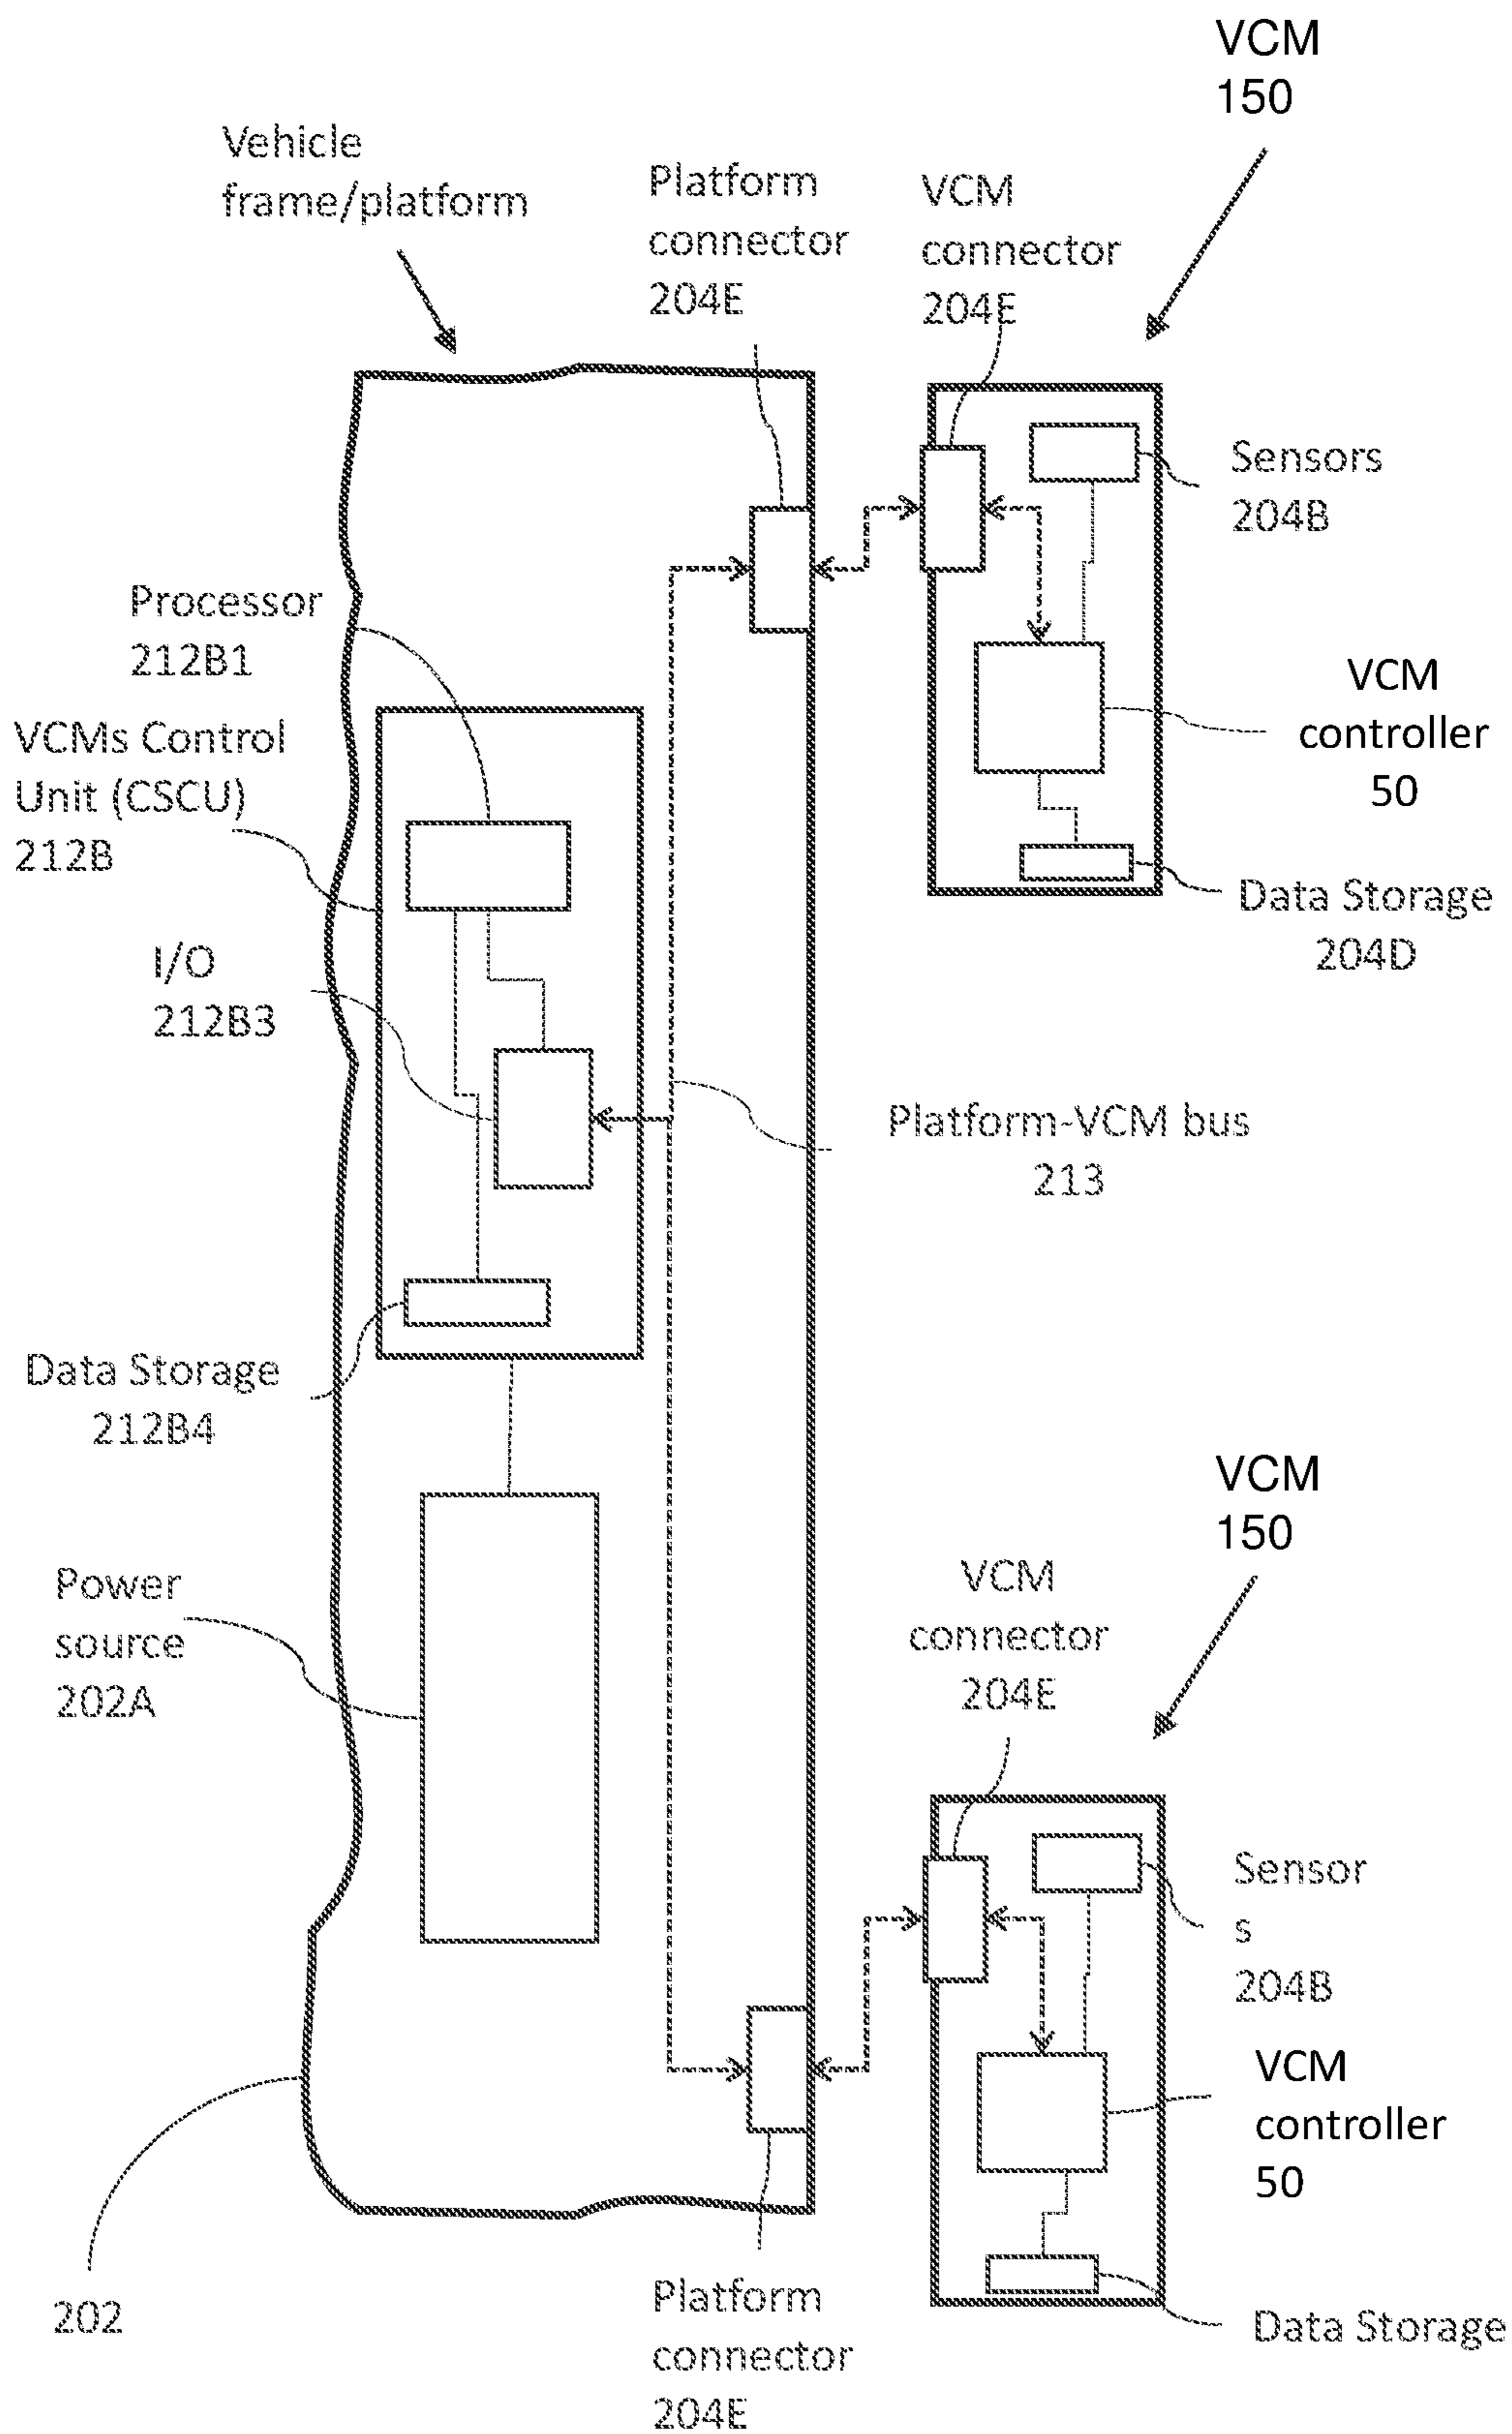 VCM
150
Vehicle
frame/platform
Platform
connector
204E
VCM
connector
204E
Sensors
204B
Processor
212B1
VCMs Control
Unit (CSCU)
212B
VCM
controller
50
Data Storage
204D
I/O
212B3
Platform-VCM bus
213
Data Storage
212B4
VCM
150
VCM
connector
204E
Power
source
202A
Sensor
s
204B
VCM
controller
50
202
Platform
connector
204E
Data Storage